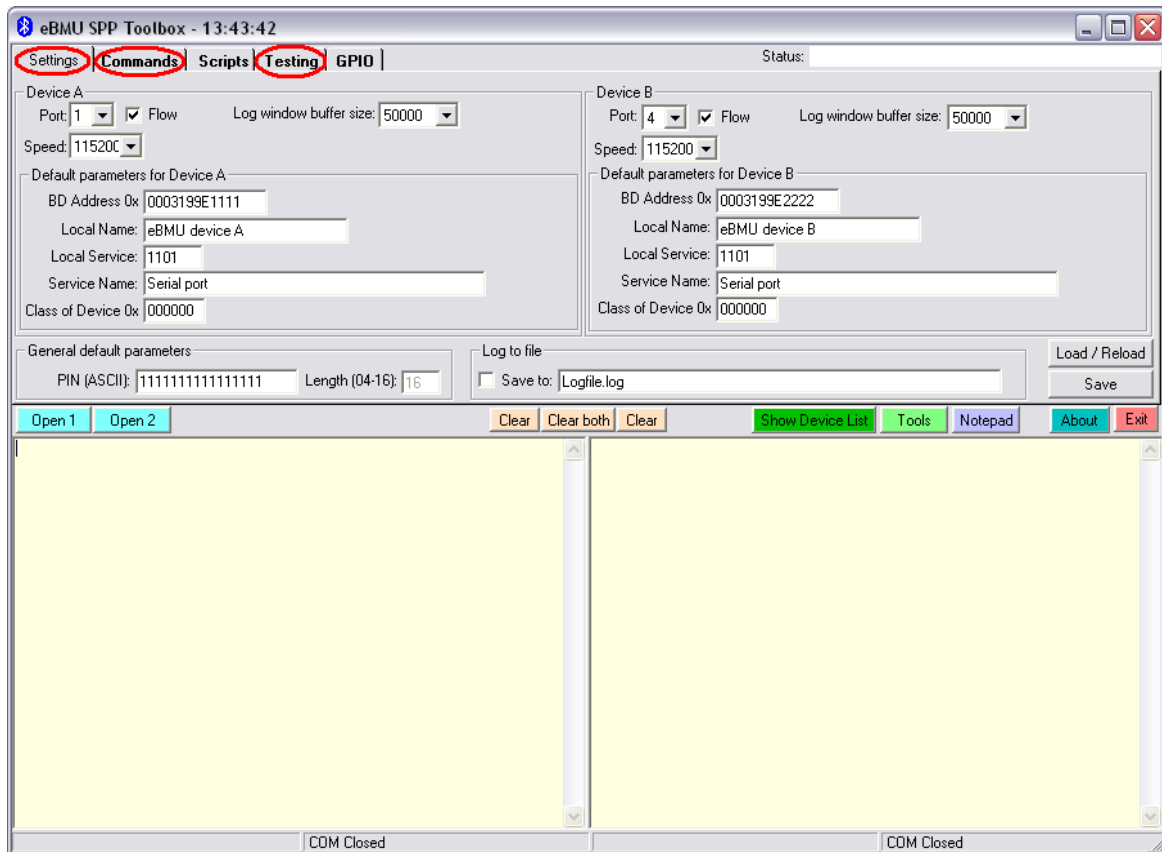 eBMU SPP Toolbox - 13:43:42
Settings Commands Scripts Testing GPIO Status:
Device A
Port: 1 Flow Log window buffer size: 50000
Speed: 115200
Default parameters for Device A
BD Address 0x 0003199E1111
Local Name: eBMU device A
Local Service: 1101
Service Name: Serial port
Class of Device 0x 000000
Device B
Port: 4 Flow Log window buffer size: 50000
Speed: 115200
Default parameters for Device B
BD Address 0x 0003199E2222
Local Name: eBMU device B
Local Service: 1101
Service Name: Serial port
Class of Device 0x 000000
General default parameters
PIN (ASCII): 1111111111111111 Length (04-16): 16
Log to file
Save to: Logfile.log
Load / Reload
Save
Open 1 Open 2 Clear Clear both Clear Show Device List Tools Notepad About Exit
COM Closed COM Closed